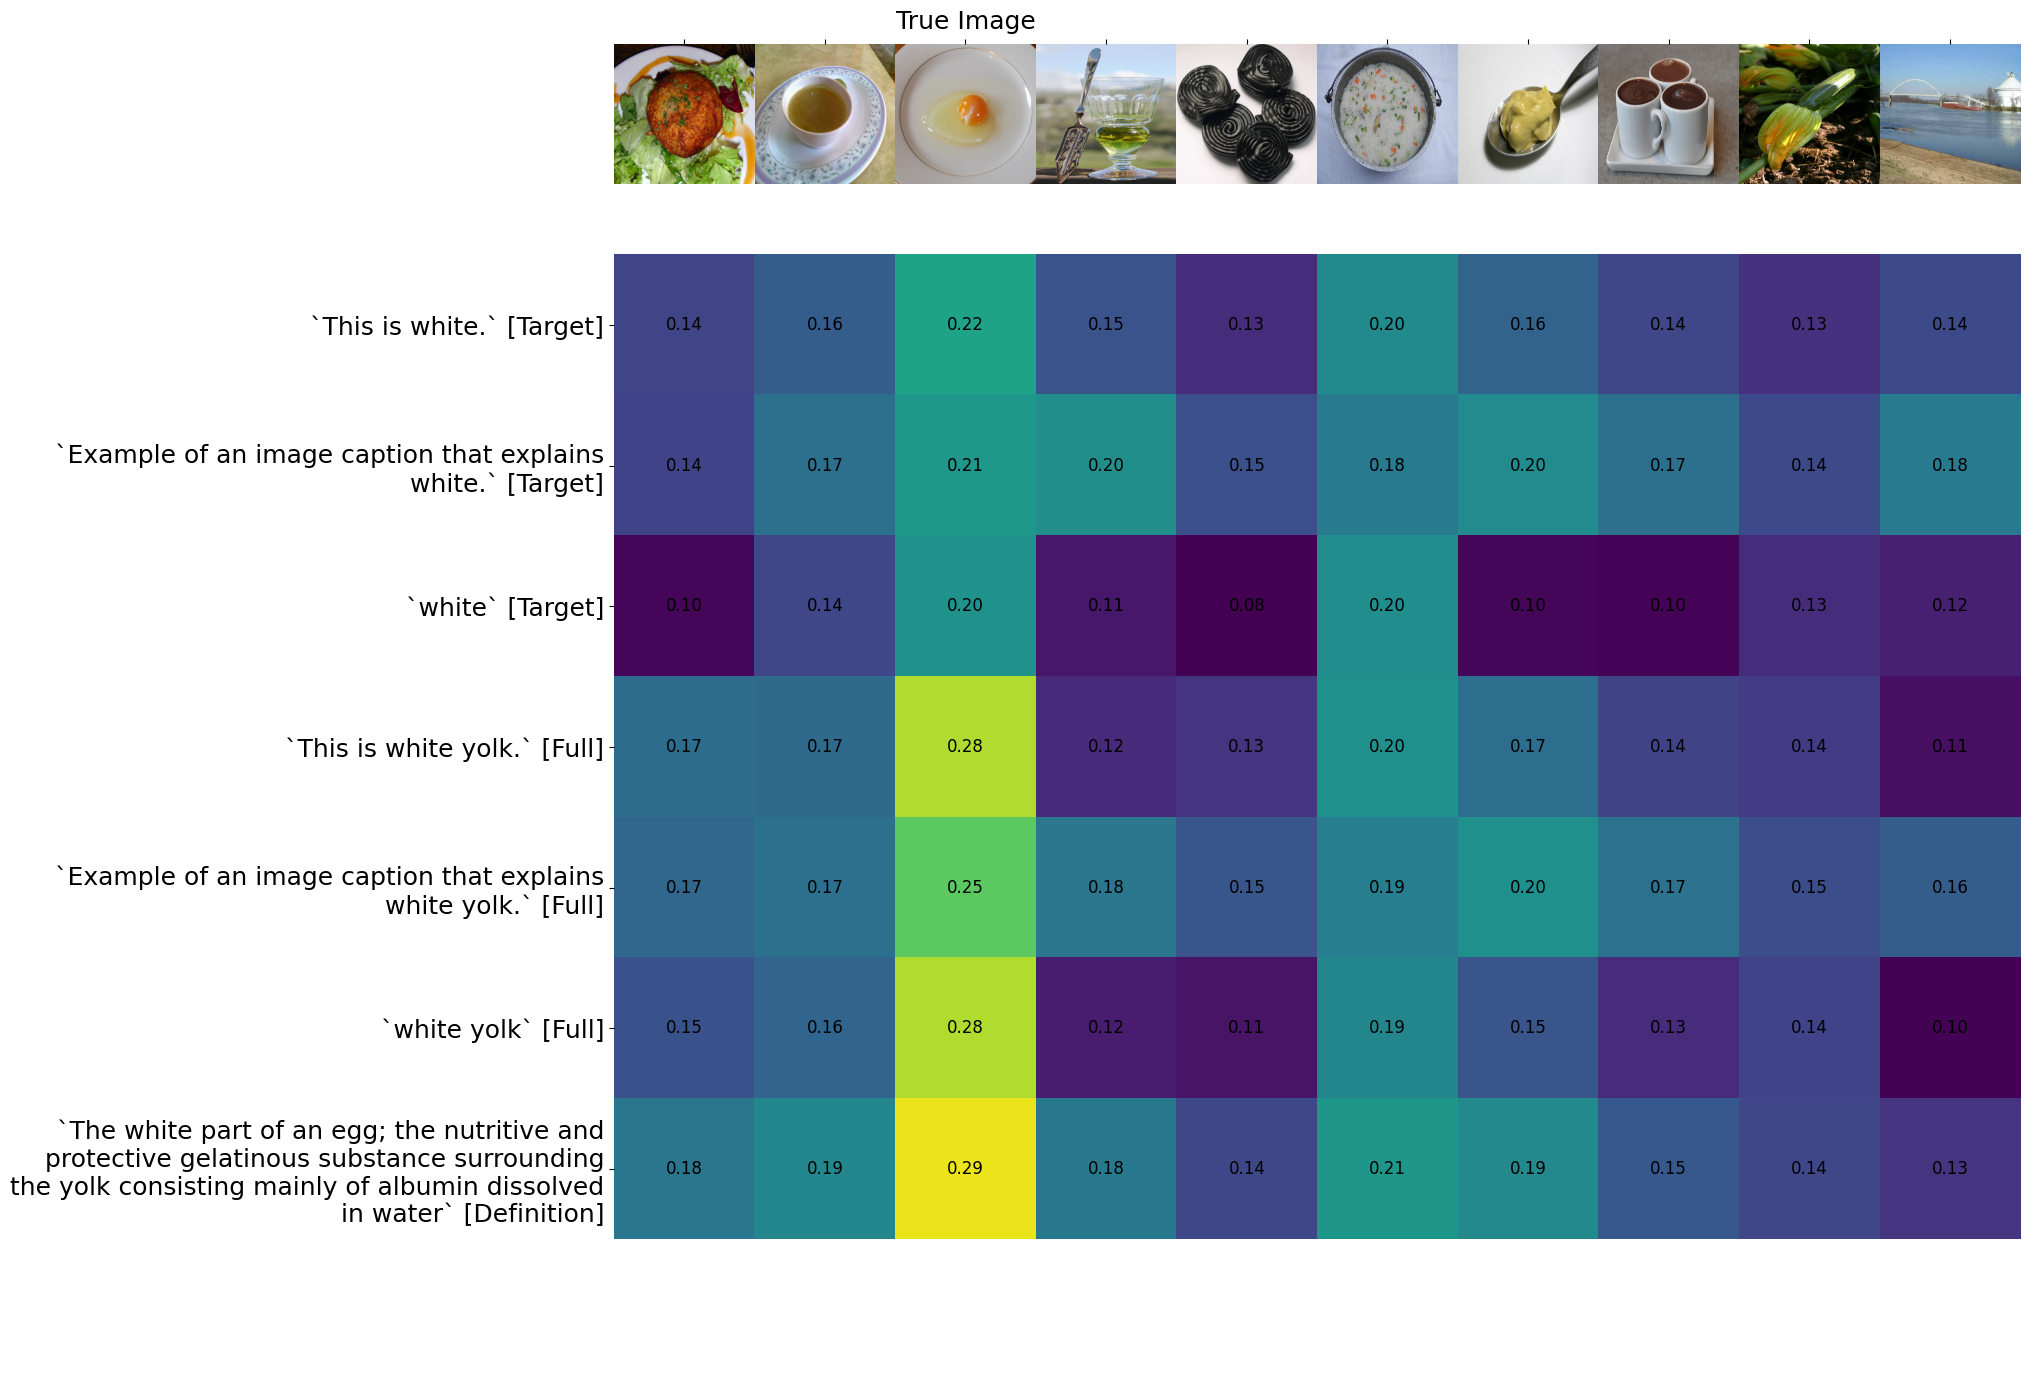 True Image
`This is white.` [Target]
0.14 0.16 0.22 0.15 0.13 0.20 0.16 0.14 0.13 0.14
`Example of an image caption that explains
white.` [Target]
0.14 0.17 0.21 0.20 0.15 0.18 0.20 0.17 0.14 0.18
`white` [Target]
0.10 0.14 0.20 0.11 0.08 0.20 0.10 0.10 0.13 0.12
`This is white yolk.` [Full]
0.17 0.17 0.28 0.12 0.13 0.20 0.17 0.14 0.14 0.11
`Example of an image caption that explains
white yolk.` [Full]
0.17 0.17 0.25 0.18 0.15 0.19 0.20 0.17 0.15 0.16
`white yolk` [Full]
0.15 0.16 0.28 0.12 0.11 0.19 0.15 0.13 0.14 0.10
`The white part of an egg; the nutritive and
protective gelatinous substance surrounding
the yolk consisting mainly of albumin dissolved
in water` [Definition]
0.18 0.19 0.29 0.18 0.14 0.21 0.19 0.15 0.14 0.13